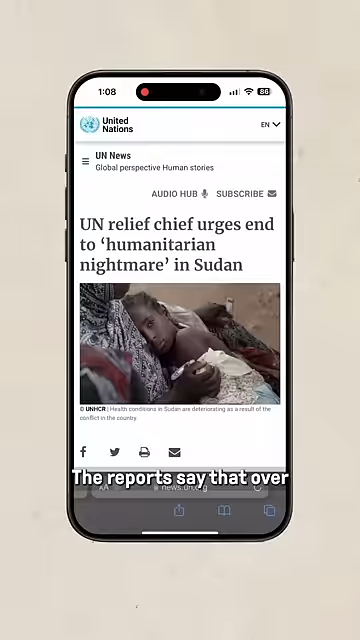 1:08
86
United
Nations
EN
UN News
Global perspective Human stories
AUDIO HUB
SUBSCRIBE
UN relief chief urges end
to ‘humanitarian
nightmare’ in Sudan
© UNHCR | Health conditions in Sudan are deteriorating as a result of the
conflict in the country.
The reports say that over
AA
news.un.org